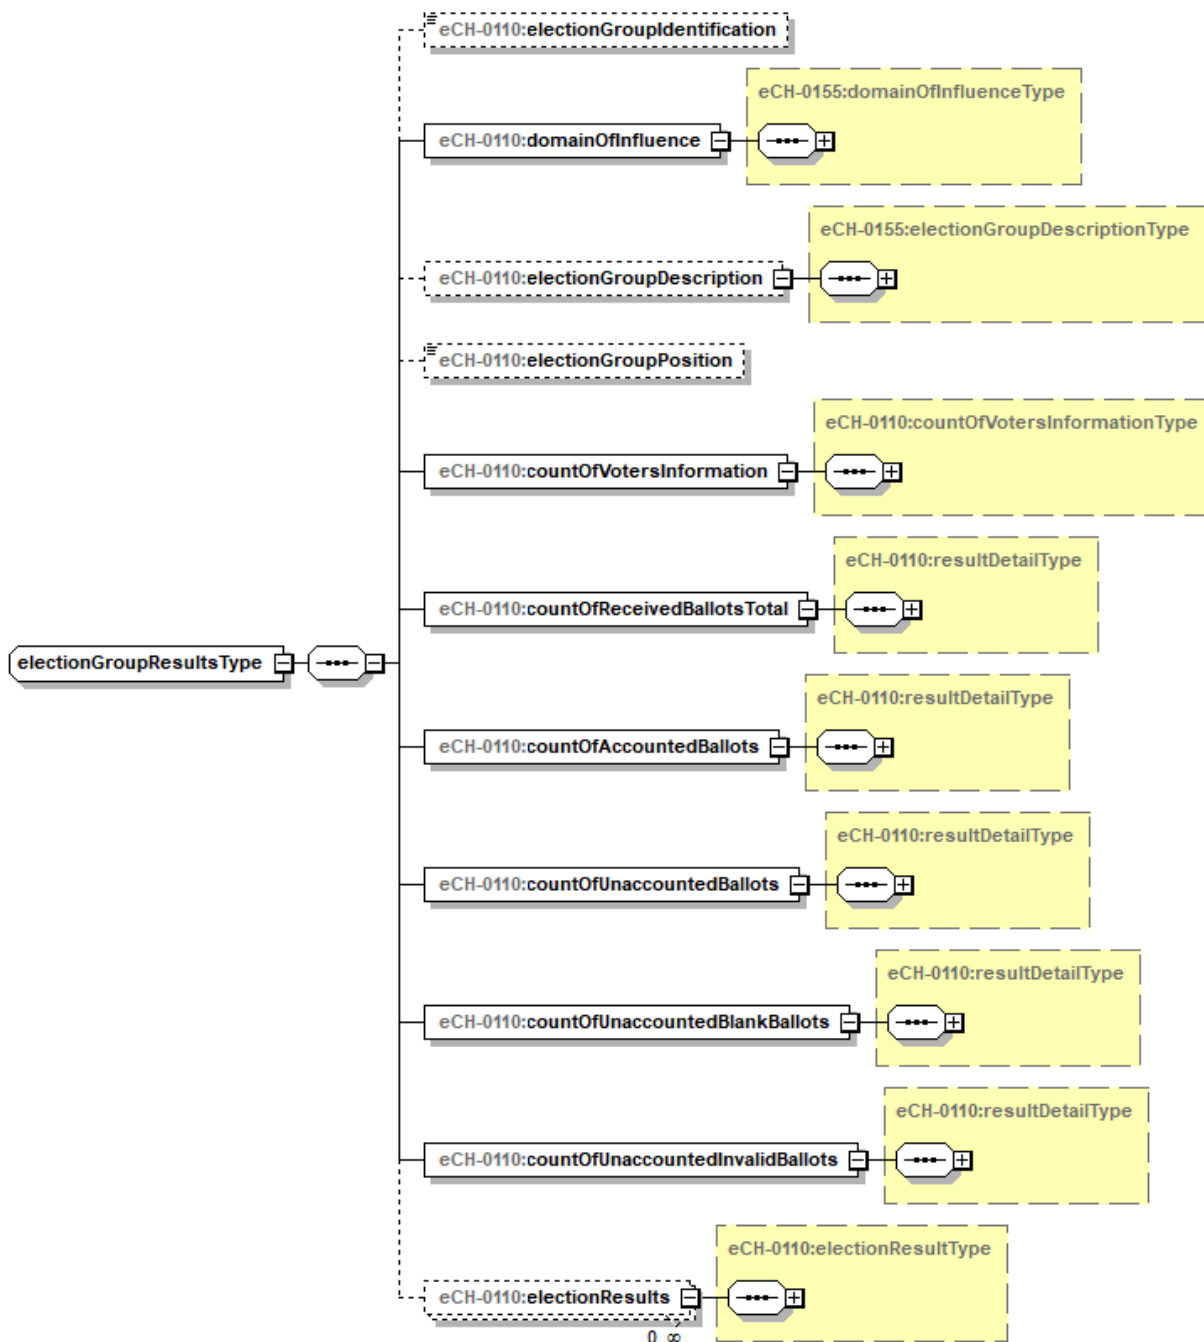 eCH-0110:electionGroupIdentification
eCH-0155:domainOfInfluenceType
eCH-0110:domainOfInfluence
eCH-0155:electionGroupDescriptionType
eCH-0110:electionGroupDescription
eCH-0110:electionGroupPosition
eCH-0110:countOfVotersInformationType
eCH-0110:countOfVotersInformation
eCH-0110:resultDetailType
eCH-0110:countOfReceivedBallotsTotal
electionGroupResultsType
eCH-0110:resultDetailType
eCH-0110:countOfAccountedBallots
eCH-0110:resultDetailType
eCH-0110:countOfUnaccountedBallots
eCH-0110:resultDetailType
eCH-0110:countOfUnaccountedBlankBallots
eCH-0110:resultDetailType
eCH-0110:countOfUnaccountedInvalidBallots
eCH-0110:electionResultType
eCH-0110:electionResults
0..∞